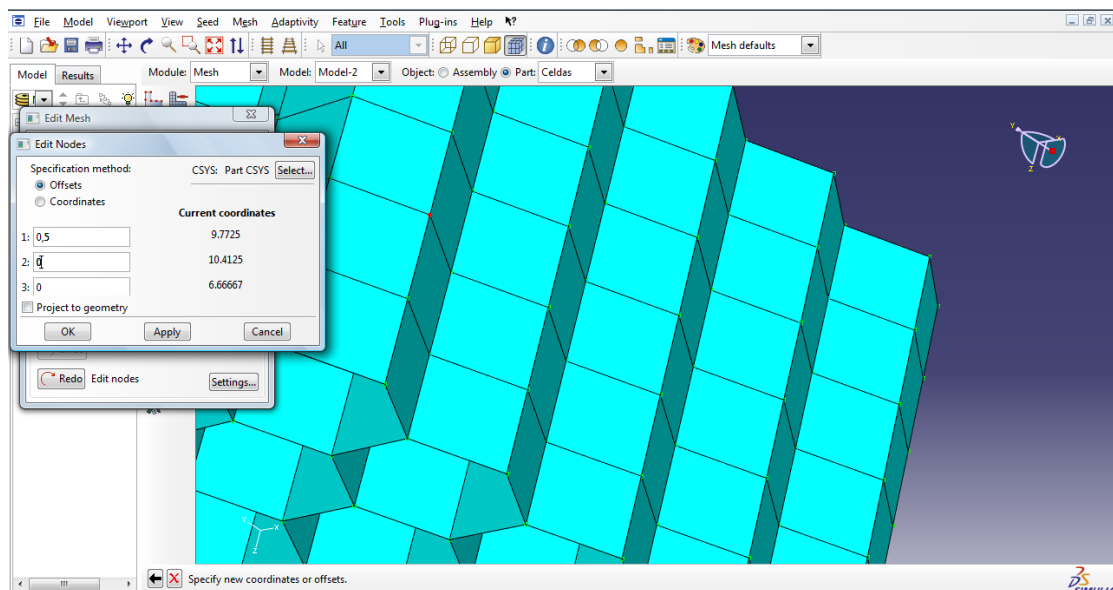 File Model Viewport View Seed Mesh Adaptivity Feature Tools Plug-ins Help
All Mesh defaults
Model Results Module: Mesh Model: Model-2 Object: Assembly Part: Celdas
Edit Mesh
Edit Nodes
Specification method: CSYS: Part CSYS Select...
Offsets
Coordinates
Current coordinates
1: 0,5 9.7725
2: 0 10.4125
3: 0 6.66667
Project to geometry
OK Apply Cancel
Redo Edit nodes Settings...
Y X Z
Y X Z
Specify new coordinates or offsets.